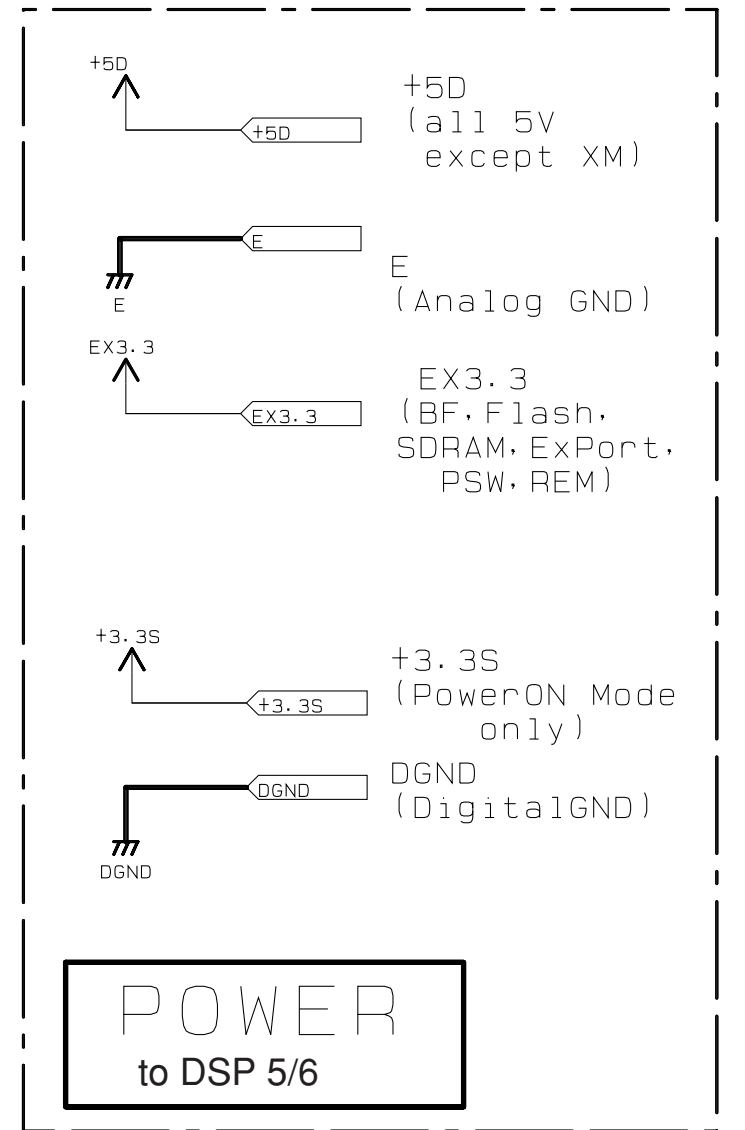 +5D
+5D
+5D
(all 5V
except XM)
E
E
E
(Analog GND)
EX3.3
EX3.3
EX3.3
(BF,Flash,
SDRAM,ExPort,
PSW,REM)
+3.3S
+3.3S
+3.3S
(PowerON Mode
only)
DGND
DGND
DGND
(DigitalGND)
POWER
to DSP 5/6